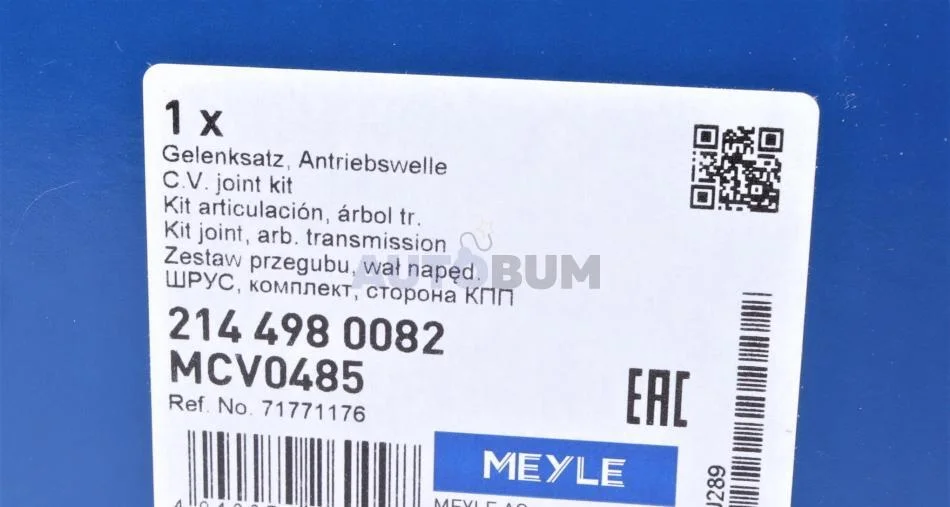 1 x
Gelenksatz, Antriebswelle
C.V. joint kit
Kit articulación, árbol tr.
Kit joint, arb. transmission
Zestaw przegubu, wał napęd.
AUTOBUM
ШРУС, комплект, сторона КПП
214 498 0082
MCV0485
Ref. No. 71771176
EAC
MEYLE
J289